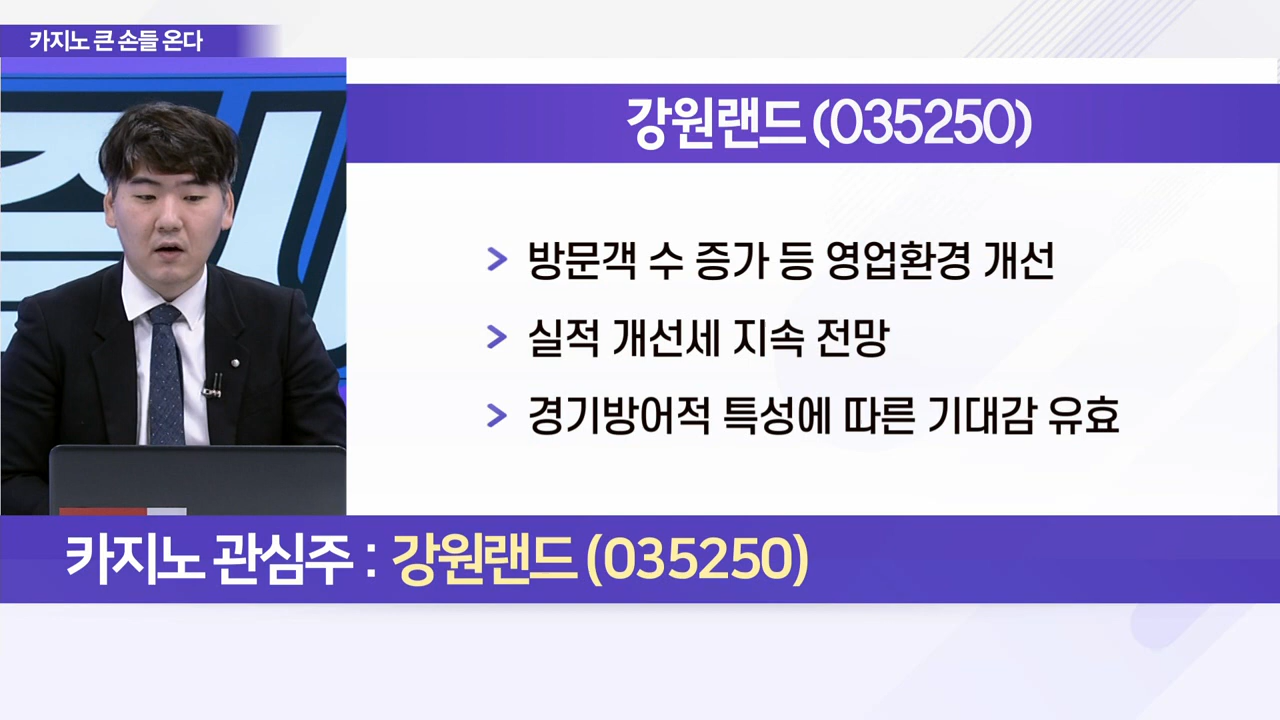 카지노 큰 손들 온다
강원랜드(035250)
> 방문객 수 증가 등 영업환경 개선
> 실적 개선세 지속 전망
> 경기방어적 특성에 따른 기대감 유효
카지노 관심주 : 강원랜드(035250)